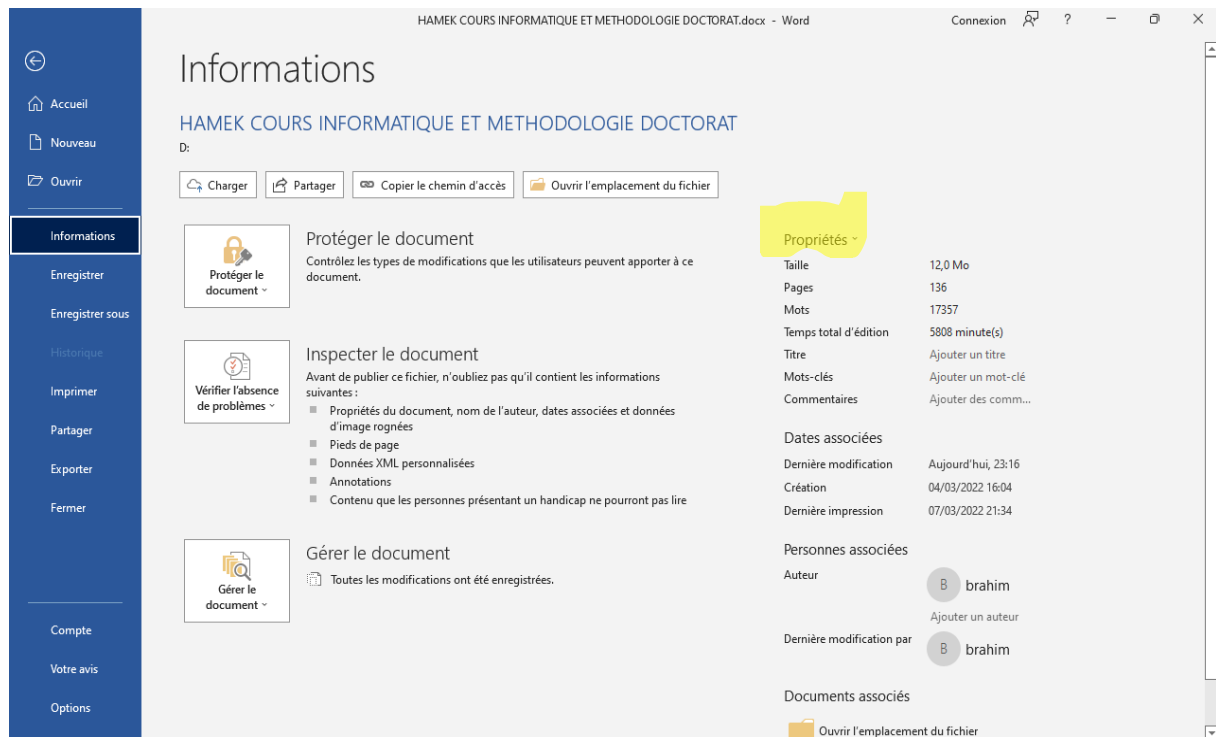 HAMEK COURS INFORMATIQUE ET METHODOLOGIE DOCTORAT.docx - Word
Connexion
?
Accueil
Nouveau
Ouvrir
Informations
Enregistrer
Enregistrer sous
Historique
Imprimer
Partager
Exporter
Fermer
Compte
Votre avis
Options
Informations
HAMEK COURS INFORMATIQUE ET METHODOLOGIE DOCTORAT
D:
Charger
Partager
Copier le chemin d'accès
Ouvrir l'emplacement du fichier
Protéger le
document
Protéger le document
Contrôlez les types de modifications que les utilisateurs peuvent apporter à ce
document.
Vérifier l'absence
de problèmes
Inspecter le document
Avant de publier ce fichier, n'oubliez pas qu'il contient les informations
suivantes :
Propriétés du document, nom de l'auteur, dates associées et données
d'image rognées
Pieds de page
Données XML personnalisées
Annotations
Contenu que les personnes présentant un handicap ne pourront pas lire
Gérer le
document
Gérer le document
Toutes les modifications ont été enregistrées.
Propriétés
Taille 12,0 Mo
Pages 136
Mots 17357
Temps total d'édition 5808 minute(s)
Titre Ajouter un titre
Mots-clés Ajouter un mot-clé
Commentaires Ajouter des comm...
Dates associées
Dernière modification Aujourd'hui, 23:16
Création 04/03/2022 16:04
Dernière impression 07/03/2022 21:34
Personnes associées
Auteur
B brahim
Ajouter un auteur
Dernière modification par
B brahim
Documents associés
Ouvrir l'emplacement du fichier